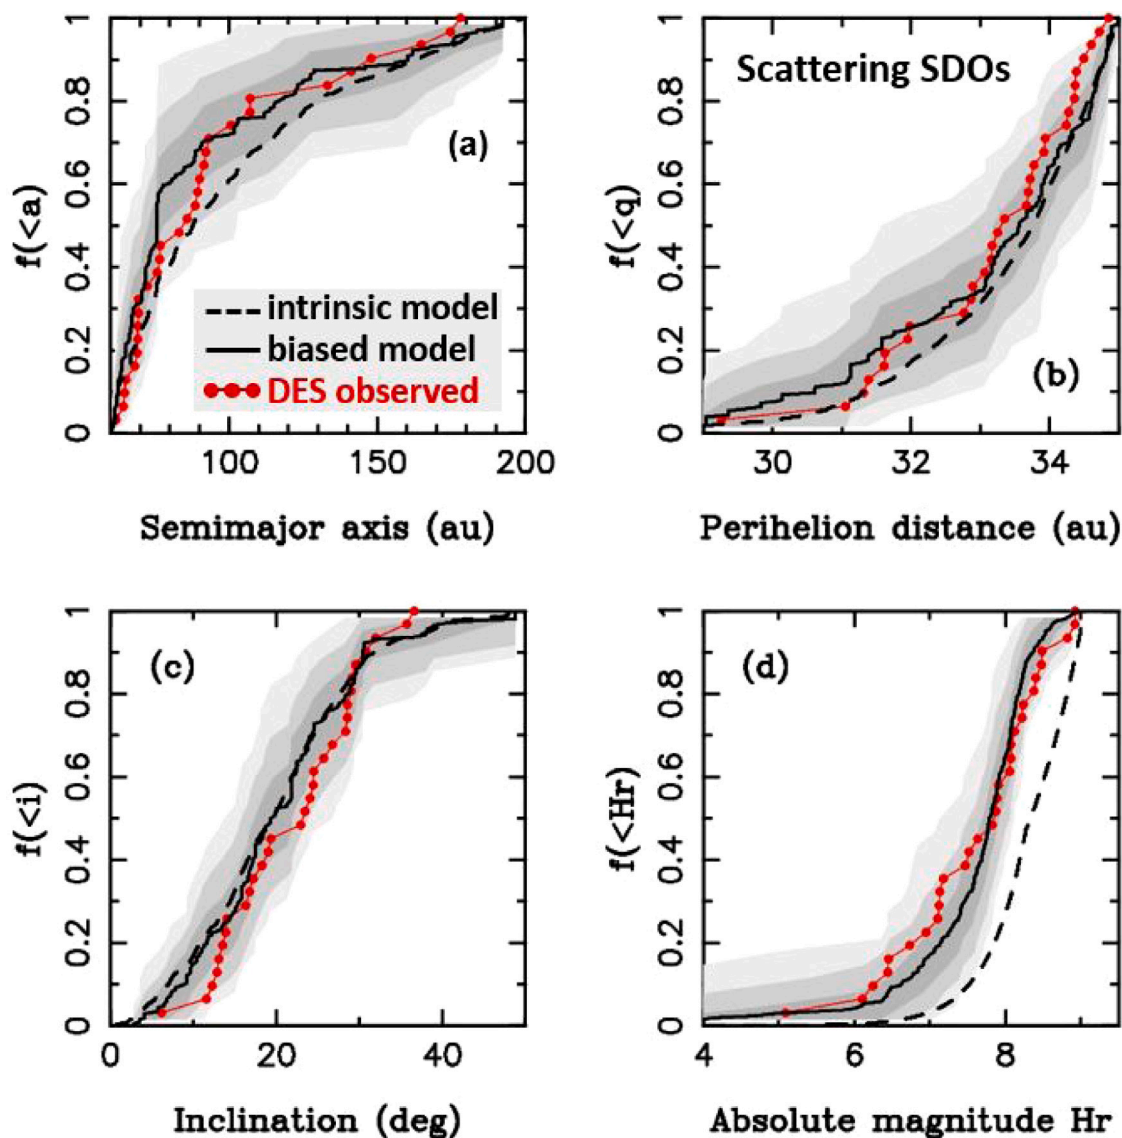 1
0.8
0.6
0.4
0.2
0
f(<a)
(a)
intrinsic model
biased model
DES observed
100 150 200
Semimajor axis (au)
1
0.8
0.6
0.4
0.2
0
f(<q)
Scattering SDOs
(b)
30 32 34
Perihelion distance (au)
1
0.8
0.6
0.4
0.2
0
f(<i)
(c)
0 20 40
Inclination (deg)
1
0.8
0.6
0.4
0.2
0
f(<Hr)
(d)
4 6 8
Absolute magnitude Hr